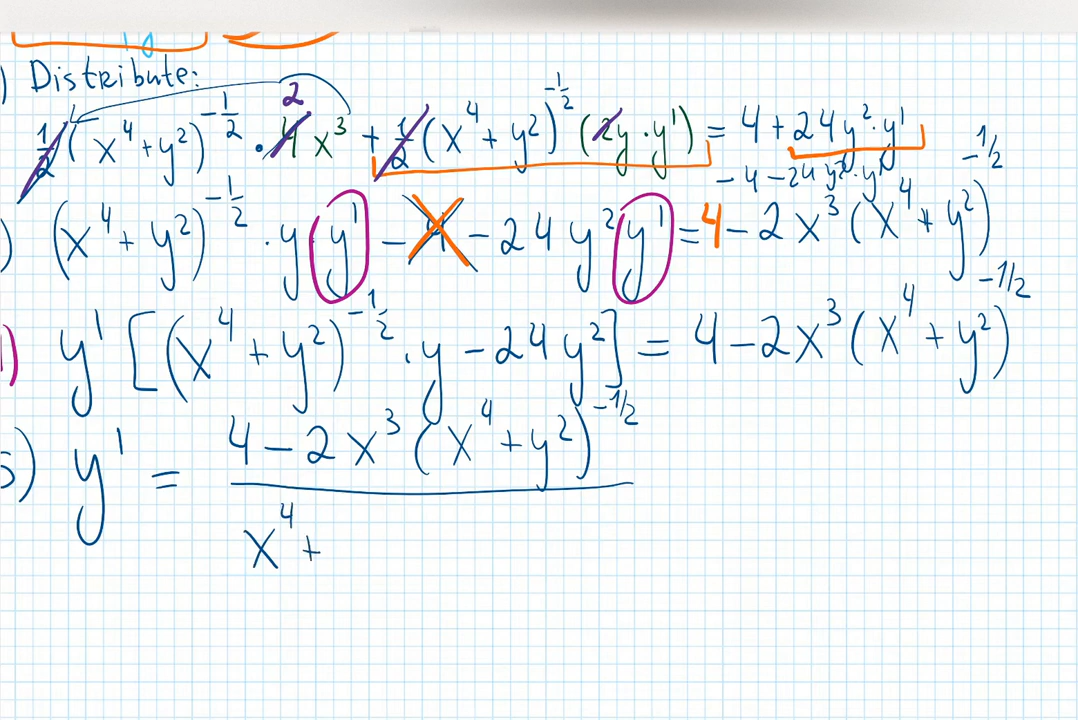 ) Distribute:
2
1/2 (x⁴+y²)^(-1/2) · 4x³ + 1/2 (x⁴+y²)^(-1/2) (2y·y') = 4 + 24y²·y'
-4 -24y²·y'
) (x⁴+y²)^(-1/2) · y y' - 4 - 24y² y' = 4 - 2x³(x⁴+y²)^(-1/2)
) y' [(x⁴+y²)^(-1/2) · y - 24y²] = 4 - 2x³(x⁴+y²)^(-1/2)
5) y' = 4 - 2x³(x⁴+y²)^(-1/2)
x⁴+